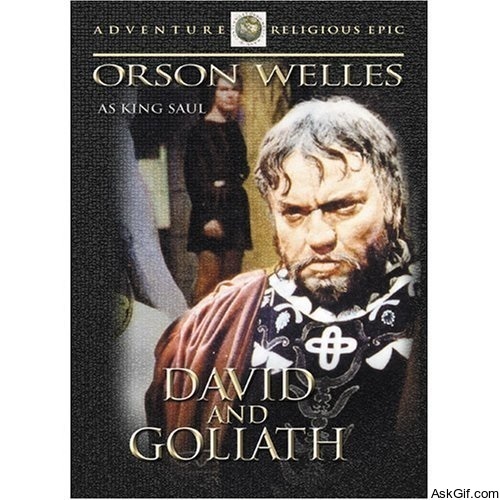 ADVENTURE RELIGIOUS EPIC
ORSON WELLES
AS KING SAUL
DAVID
AND
GOLIATH
AskGif.com